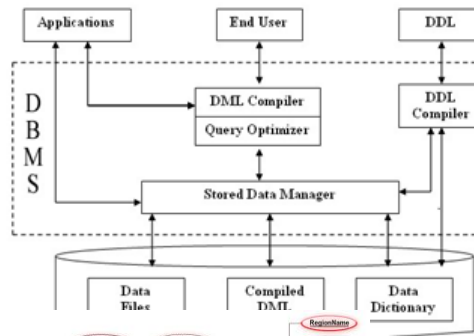 Applications
End User
DDL
DBMS
DML Compiler
Query Optimizer
DDL
Compiler
Stored Data Manager
Data
Files
Compiled
DML
Data
Dictionary
RegionName